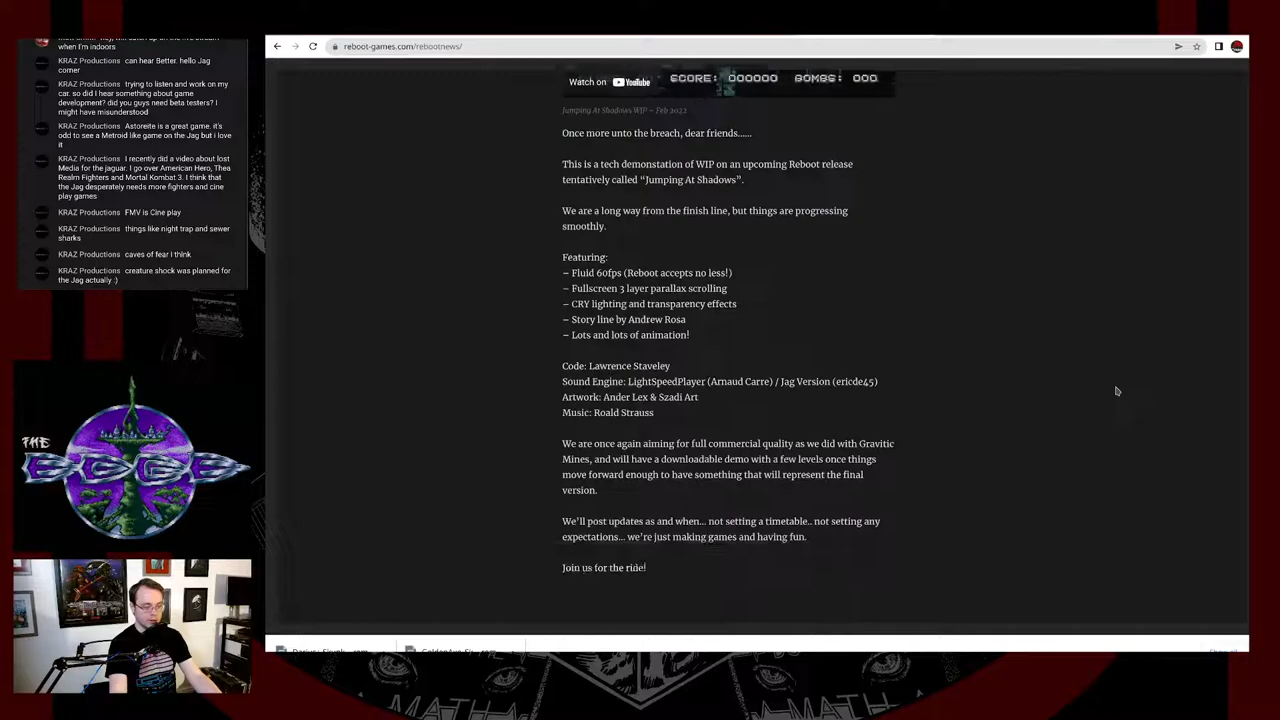 when I'm indoors
KRAZ Productions can hear Better. hello Jag
corner
KRAZ Productions trying to listen and work on my
car. so did I hear something about game
development? did you guys need beta testers? I
might have misunderstood
KRAZ Productions Astoreite is a great game. it's
odd to see a Metroid like game on the Jag but i love
it
KRAZ Productions I recently did a video about lost
Media for the jaguar. I go over American Hero, Thea
Realm Fighters and Mortal Kombat 3. I think that
the Jag desperately needs more fighters and cine
play games
KRAZ Productions FMV is Cine play
KRAZ Productions things like night trap and sewer
sharks
KRAZ Productions caves of fear I think
KRAZ Productions creature shock was planned for
the Jag actually :)
THE EDGE
reboot-games.com/rebootnews/
Watch on YouTube SCORE: 000000 BOMBS: 000
Jumping At Shadows WIP – Feb 2022
Once more unto the breach, dear friends……
This is a tech demonstation of WIP on an upcoming Reboot release
tentatively called “Jumping At Shadows”.
We are a long way from the finish line, but things are progressing
smoothly.
Featuring:
– Fluid 60fps (Reboot accepts no less!)
– Fullscreen 3 layer parallax scrolling
– CRY lighting and transparency effects
– Story line by Andrew Rosa
– Lots and lots of animation!
Code: Lawrence Staveley
Sound Engine: LightSpeedPlayer (Arnaud Carre) / Jag Version (ericde45)
Artwork: Ander Lex & Szadi Art
Music: Roald Strauss
We are once again aiming for full commercial quality as we did with Gravitic
Mines, and will have a downloadable demo with a few levels once things
move forward enough to have something that will represent the final
version.
We’ll post updates as and when… not setting a timetable.. not setting any
expectations… we’re just making games and having fun.
Join us for the ride!